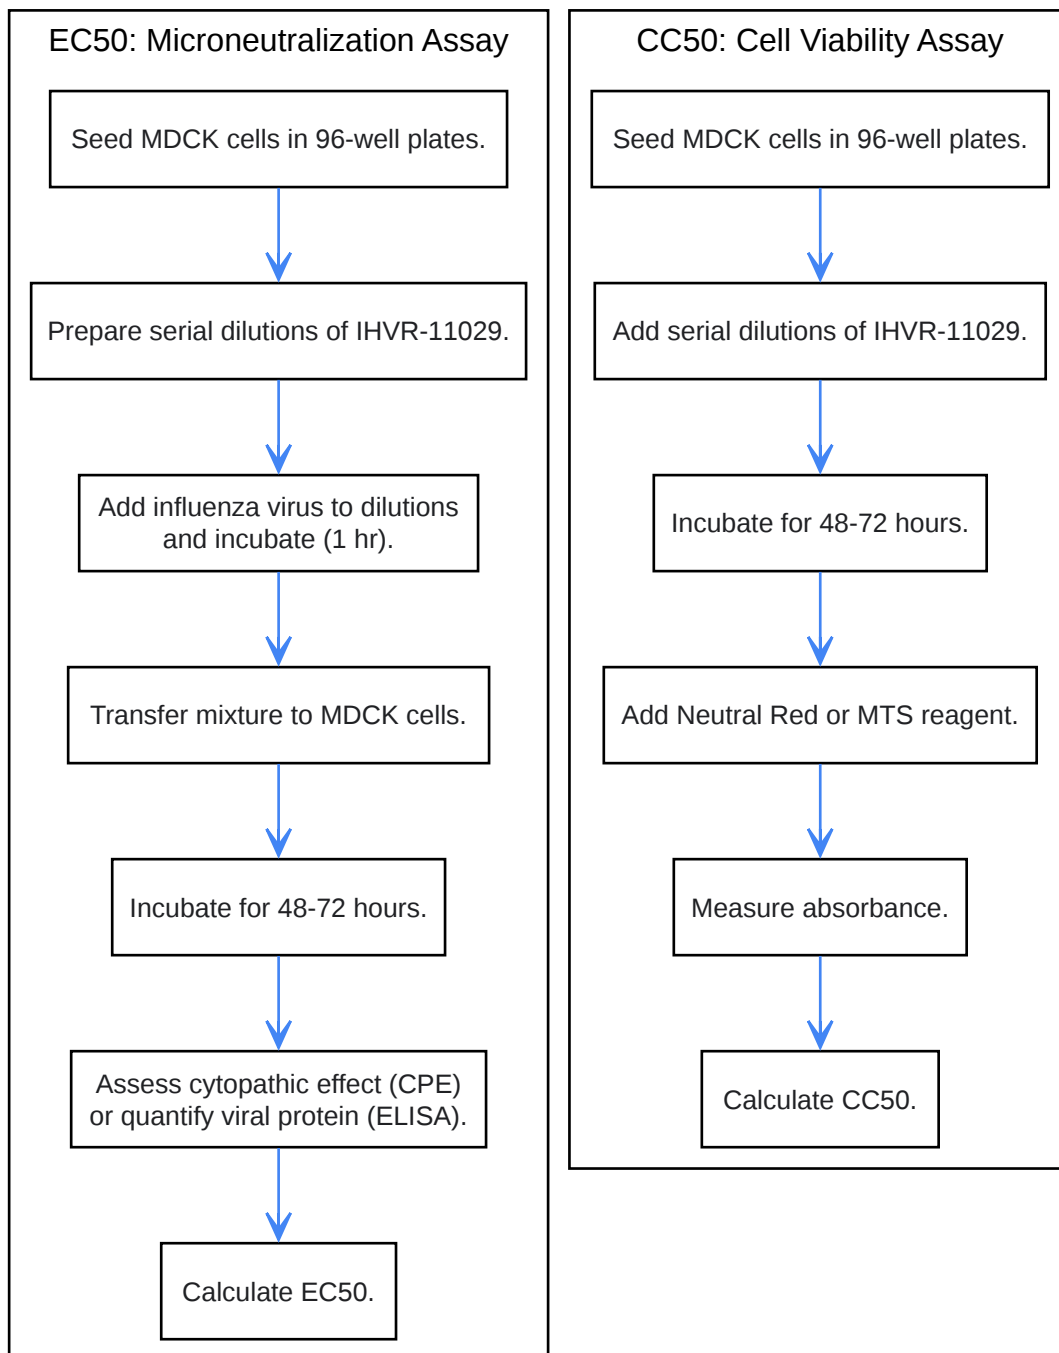 EC50: Microneutralization Assay
Seed MDCK cells in 96-well plates.
Prepare serial dilutions of IHVR-11029.
Add influenza virus to dilutions
and incubate (1 hr).
Transfer mixture to MDCK cells.
Incubate for 48-72 hours.
Assess cytopathic effect (CPE)
or quantify viral protein (ELISA).
Calculate EC50.
CC50: Cell Viability Assay
Seed MDCK cells in 96-well plates.
Add serial dilutions of IHVR-11029.
Incubate for 48-72 hours.
Add Neutral Red or MTS reagent.
Measure absorbance.
Calculate CC50.